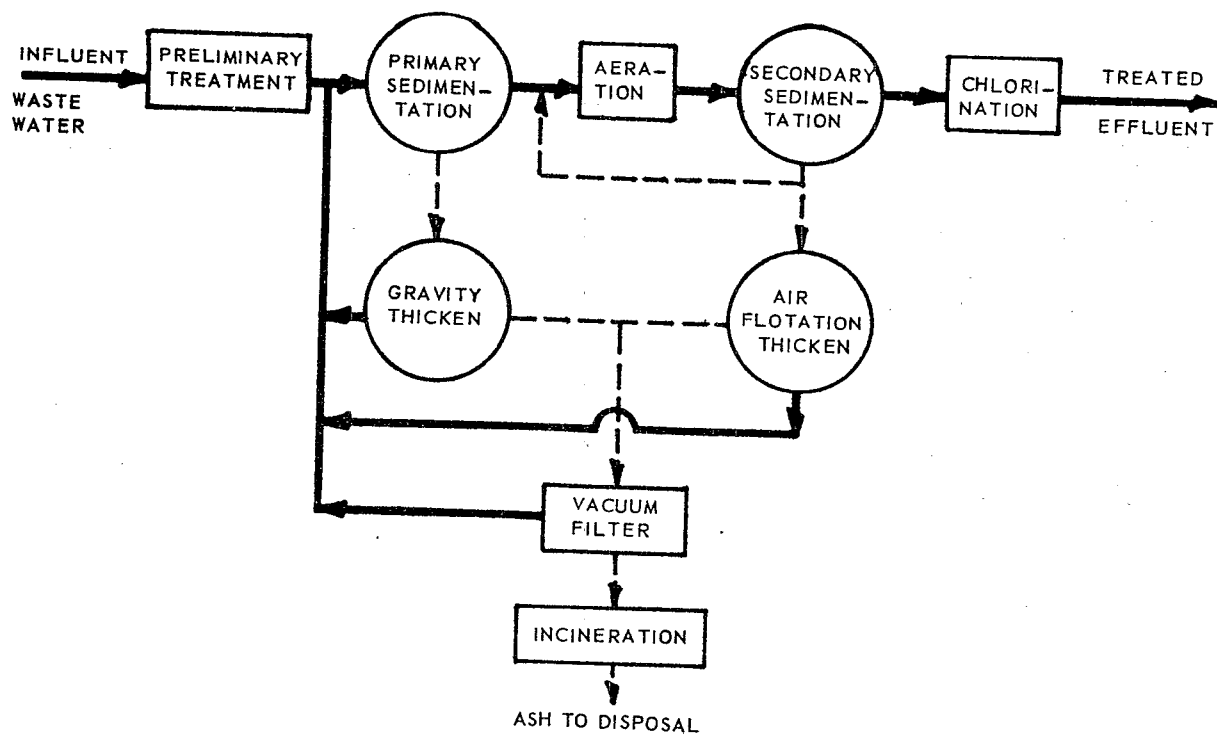 INFLUENT
WASTE
WATER
PRELIMINARY
TREATMENT
PRIMARY
SEDIMEN-
TATION
AERA-
TION
SECONDARY
SEDIMEN-
TATION
CHLORI-
NATION
TREATED
EFFLUENT
GRAVITY
THICKEN
AIR
FLOTATION
THICKEN
VACUUM
FILTER
INCINERATION
ASH TO DISPOSAL